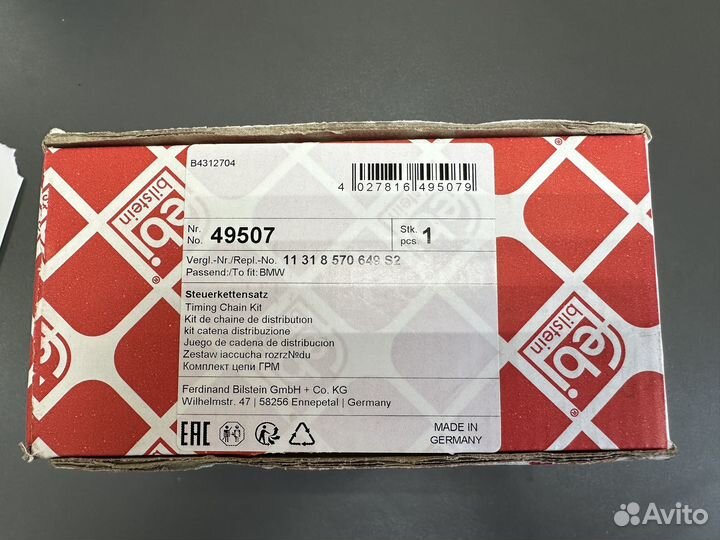 B4312704
4 027816 495079
Nr.
No. 49507
Stk.
pcs. 1
Vergl.-Nr./Repl.-No. 11 31 8 570 649 S2
Passend:/To fit:BMW
Steuerkettensatz
Timing Chain Kit
Kit de chaine de distribution
kit catena distribuzione
Juego de cadena de distribucion
Zestaw iaccucha rozrzNºdu
Комплект цепи ГРМ
Ferdinand Bilstein GmbH + Co. KG
Wilhelmstr. 47 | 58256 Ennepetal | Germany
EAC
MADE IN
GERMANY
febi
bilstein
febi
bilstein
febi
Avito